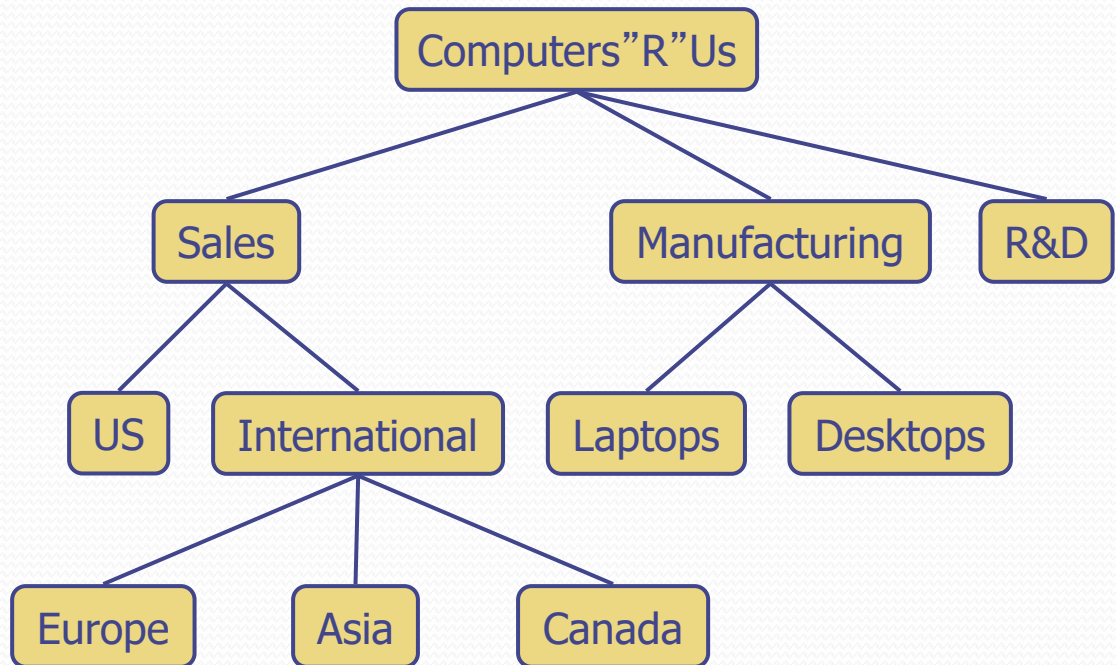 Computers”R”Us
Sales
Manufacturing
R&D
US
International
Laptops
Desktops
Europe
Asia
Canada